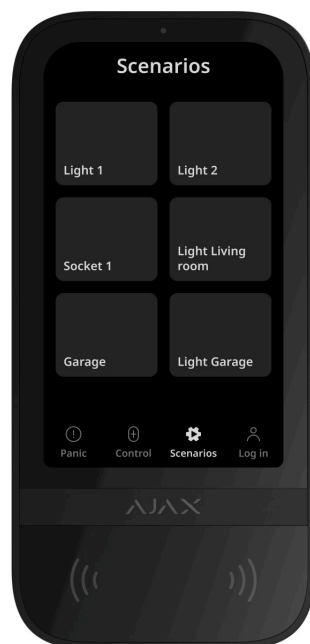 Scenarios
Light 1
Light 2
Socket 1
Light Living
room
Garage
Light Garage
Panic
Control
Scenarios
Log in
AJAX